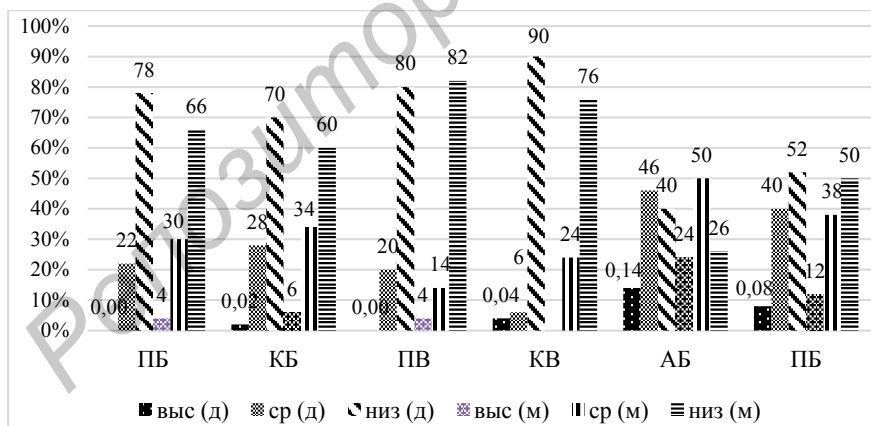 100%
90%
80%
70%
60%
50%
40%
30%
20%
10%
0%
0,00 22 78 4 30 66
0,02 28 70 6 34 60
0,00 20 80 4 14 82
0,04 6 90 24 76
0,14 46 40 24 50 26
0,08 40 52 12 38 50
ПБ КБ ПВ КВ АБ ПБ
выс (д) ср (д) низ (д) выс (м) ср (м) низ (м)
Репозитор